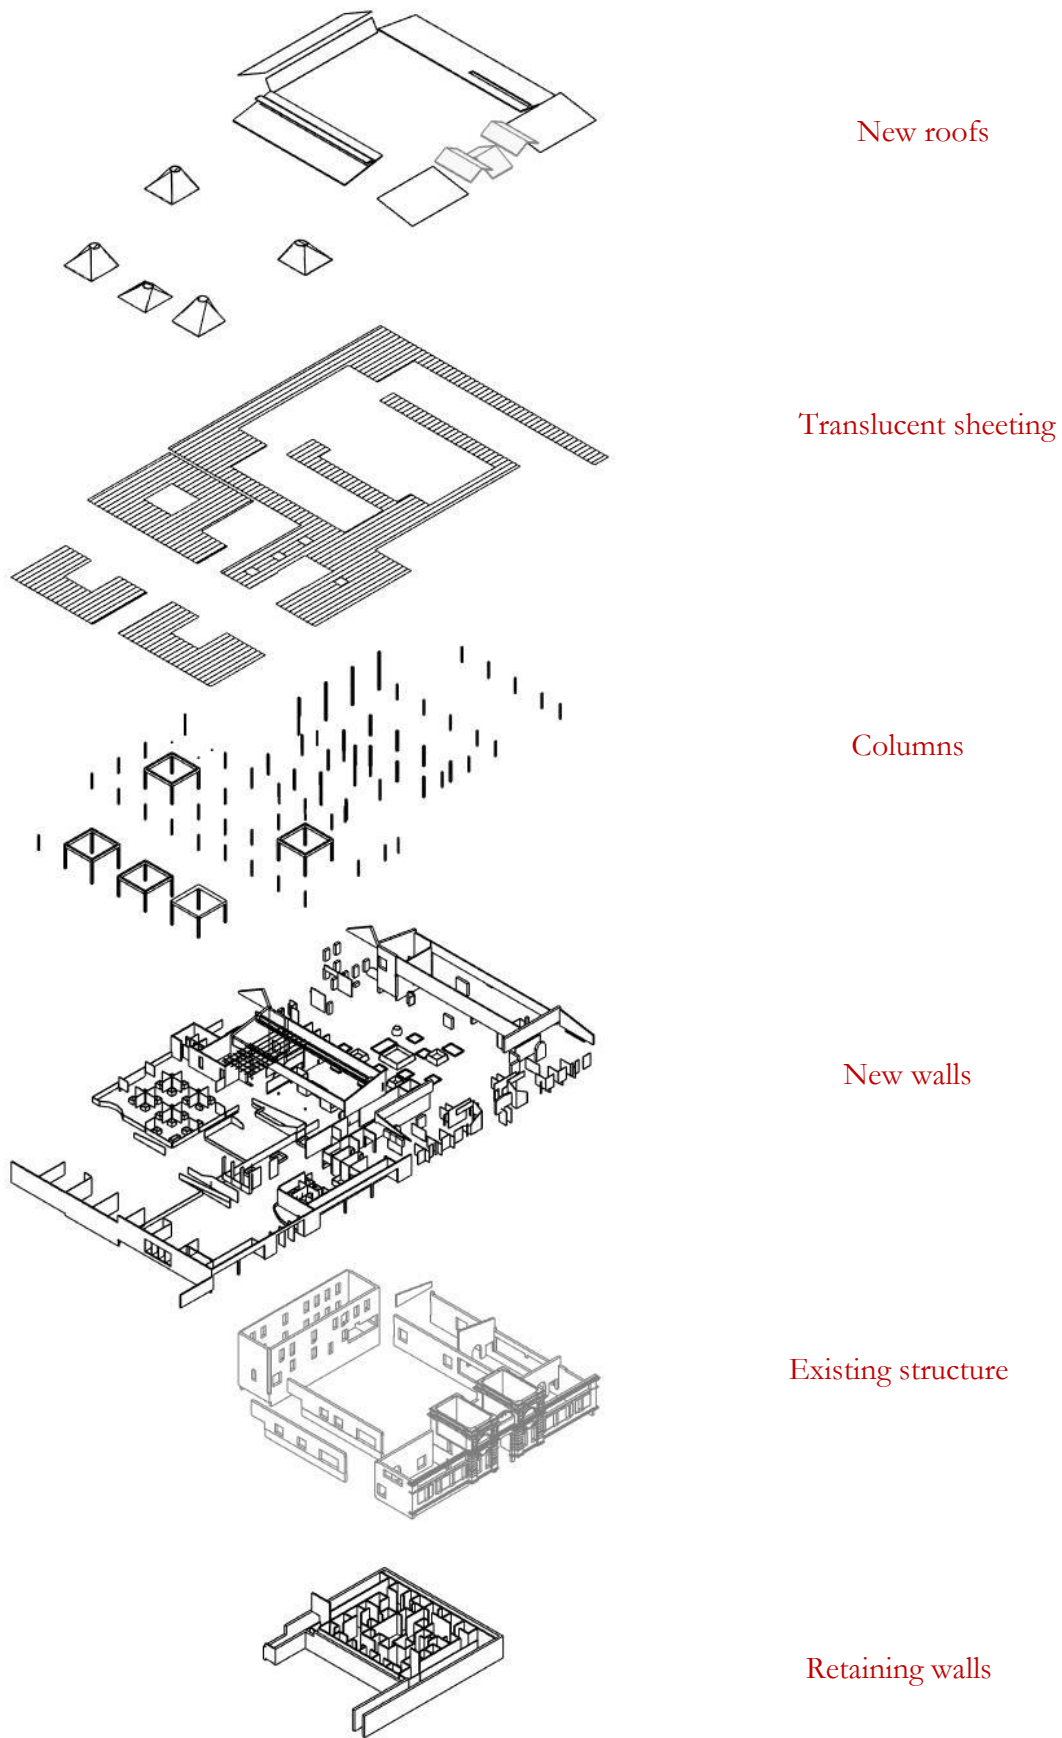 New roofs
Translucent sheeting
Columns
New walls
Existing structure
Retaining walls